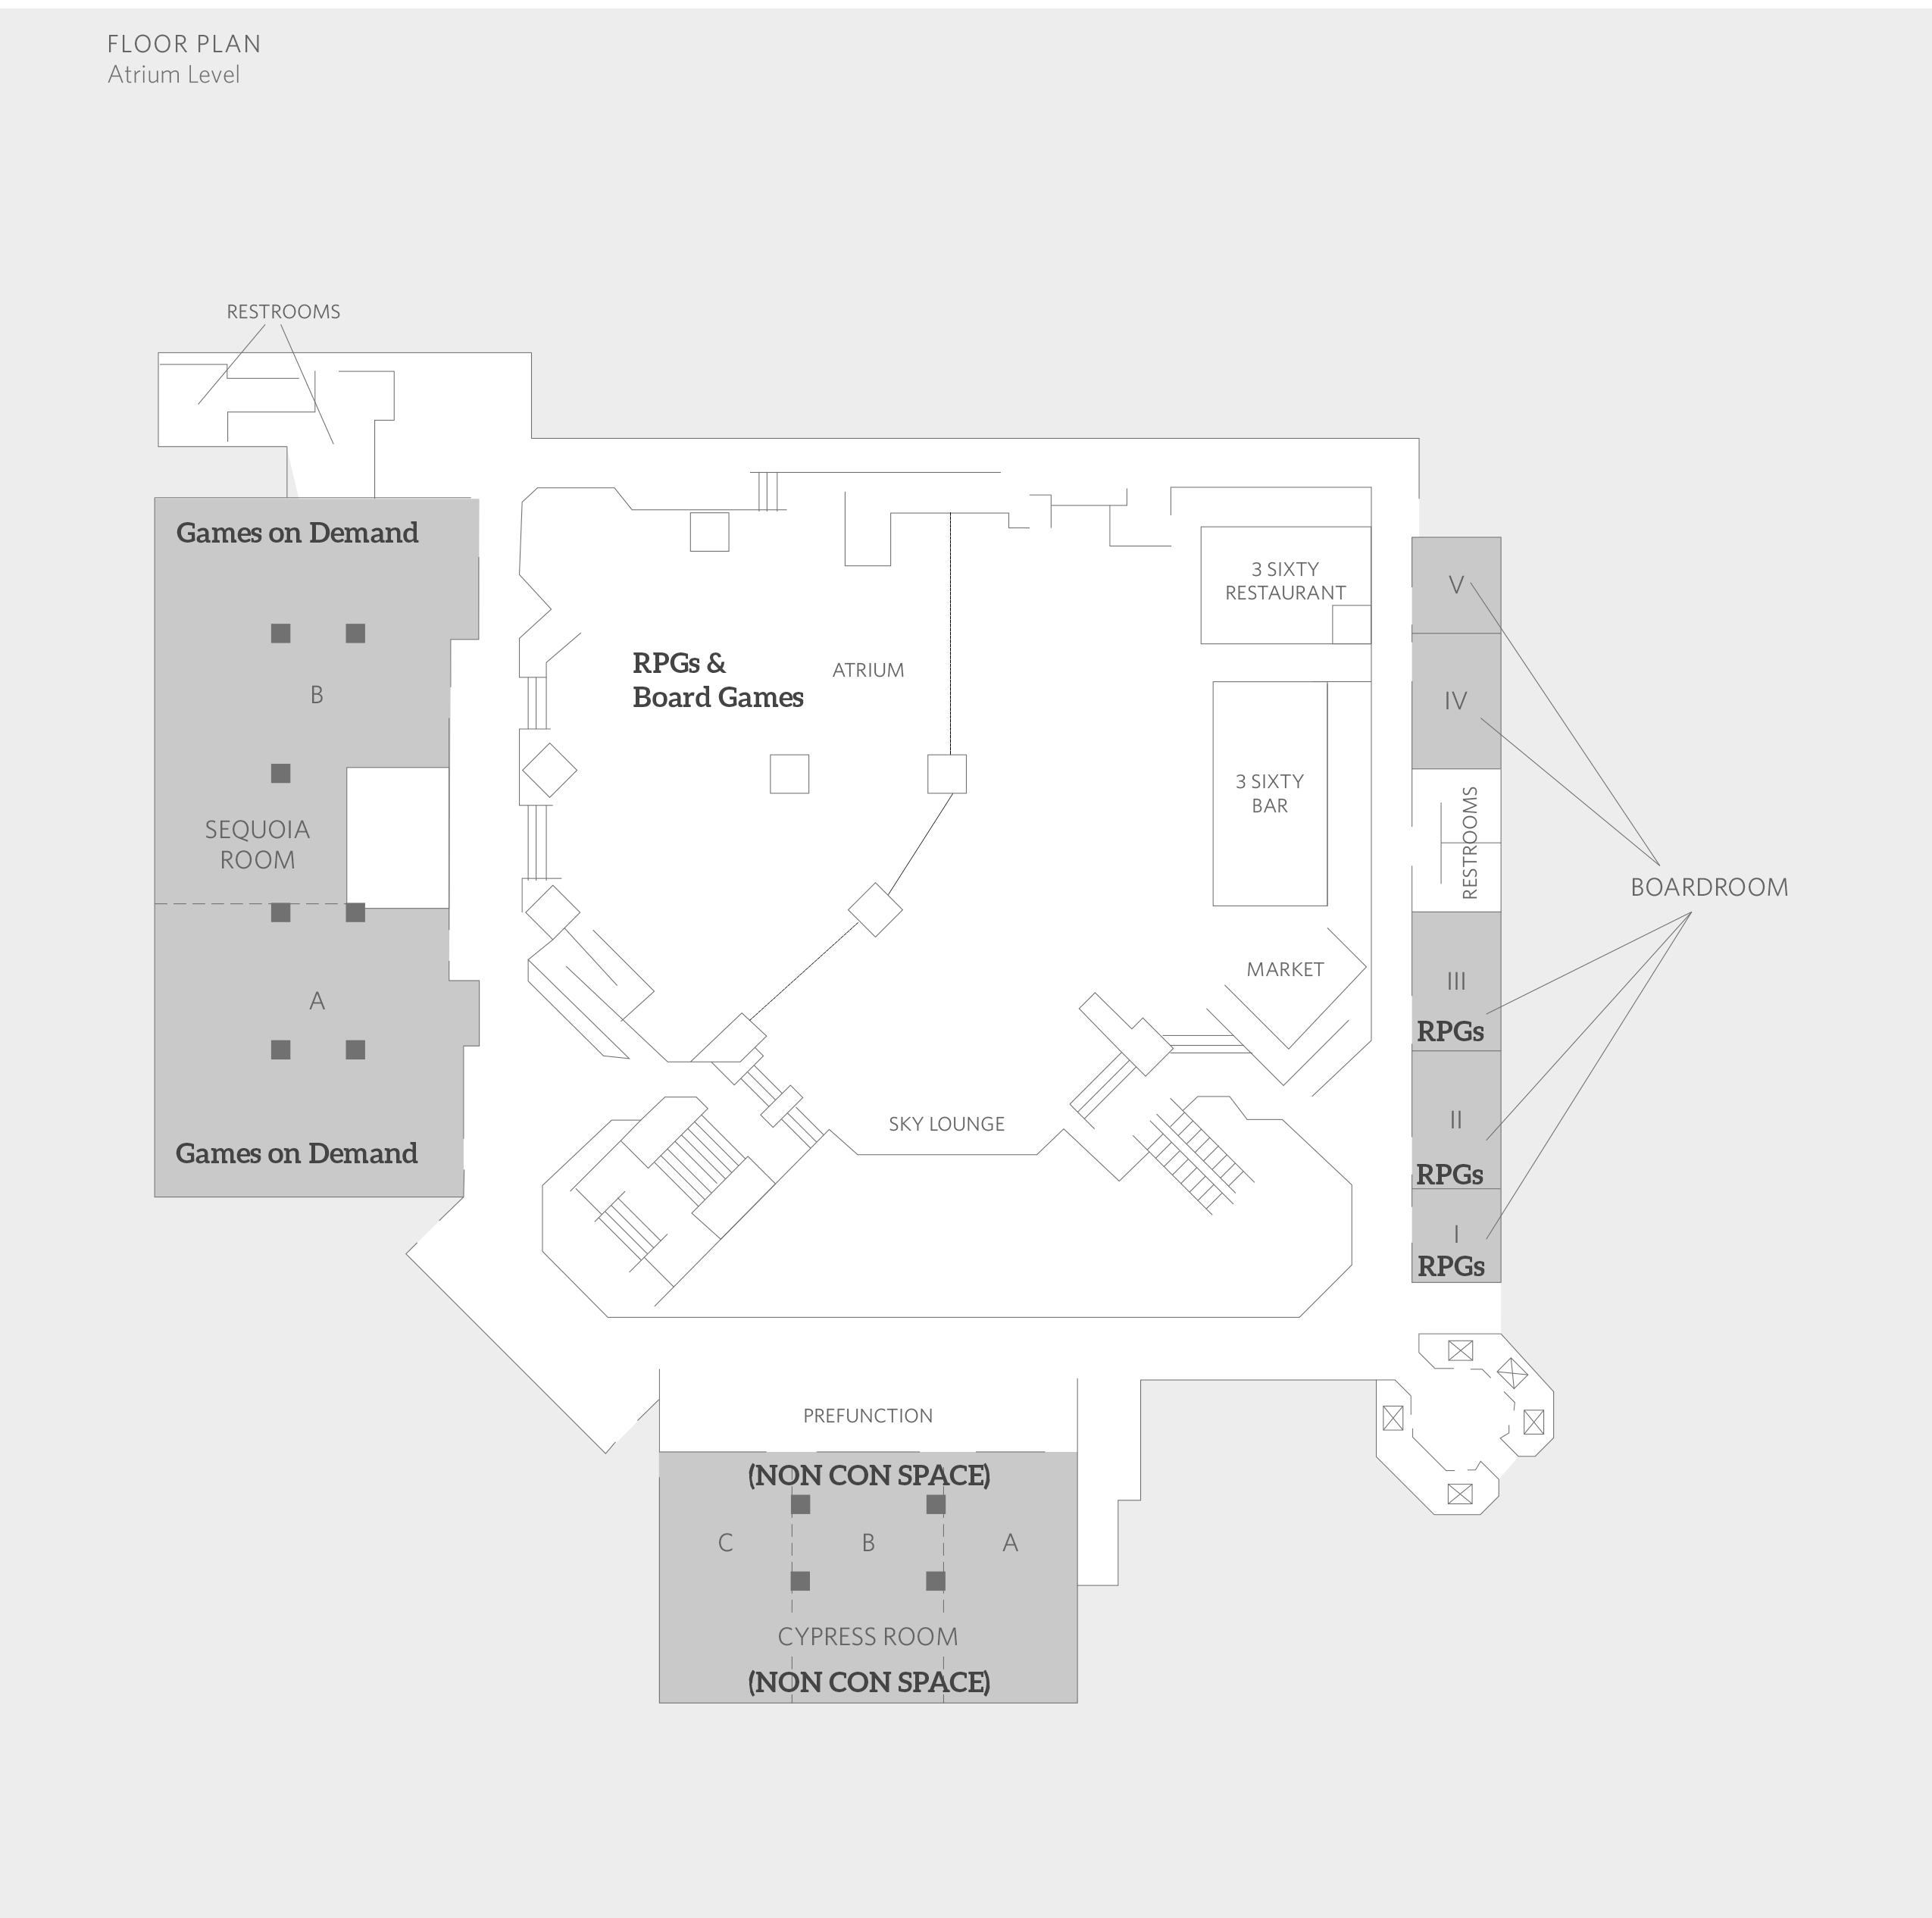 FLOOR PLAN
Atrium Level
RESTROOMS
Games on Demand
B
SEQUOIA
ROOM
A
Games on Demand
RPGs &
Board Games
ATRIUM
3 SIXTY
RESTAURANT
3 SIXTY
BAR
MARKET
SKY LOUNGE
V
IV
RESTROOMS
BOARDROOM
III
RPGs
II
RPGs
I
RPGs
PREFUNCTION
(NON CON SPACE)
C
B
A
CYPRESS ROOM
(NON CON SPACE)